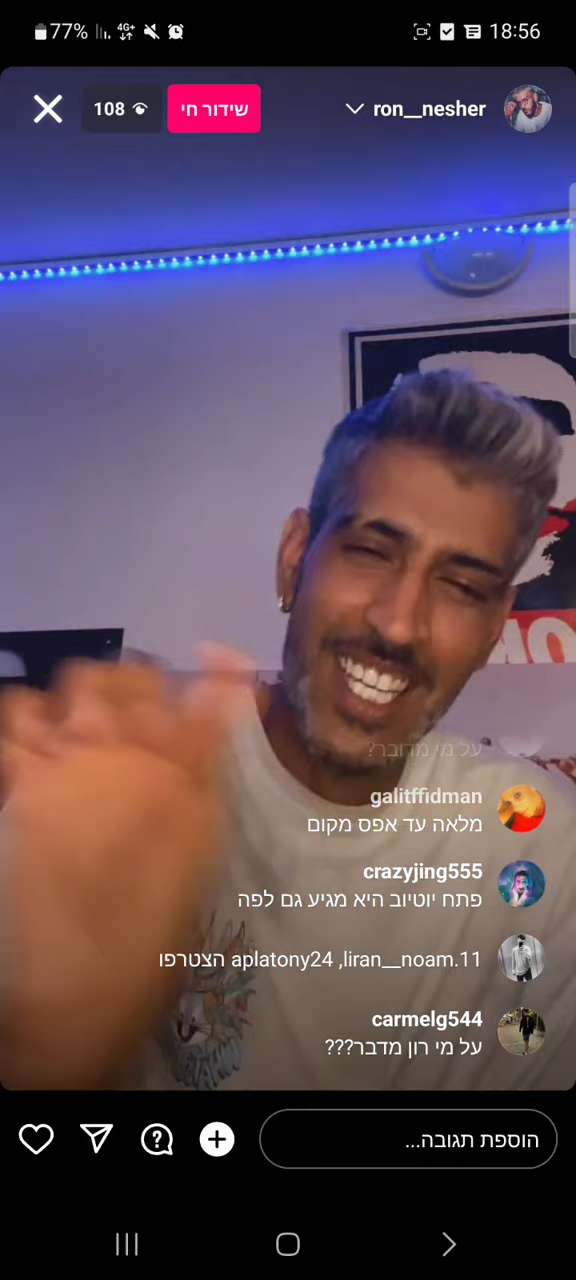 77% 4G+ 18:56
108 שידור חי ron__nesher
על מי מדובר?
galitffidman
מלאה עד אפס מקום
crazyjing555
פתח יוטיוב היא מגיע גם לפה
aplatony24 ,liran__noam.11 הצטרפו
carmelg544
על מי רון מדבר???
הוספת תגובה...